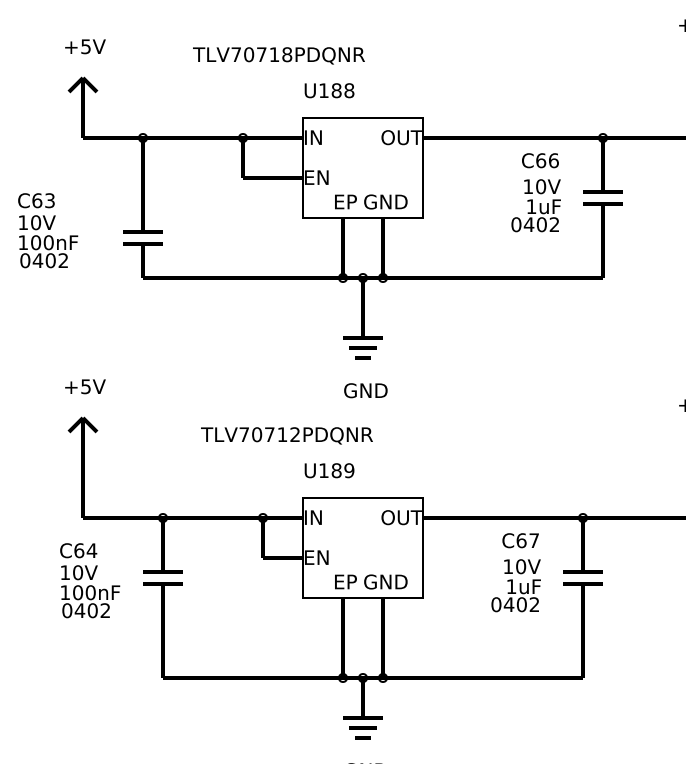 +
+5V
TLV70718PDQNR
U188
IN
OUT
EN
EP GND
C66
10V
1uF
0402
C63
10V
100nF
0402
GND
+5V
+
TLV70712PDQNR
U189
IN
OUT
EN
EP GND
C67
10V
1uF
0402
C64
10V
100nF
0402